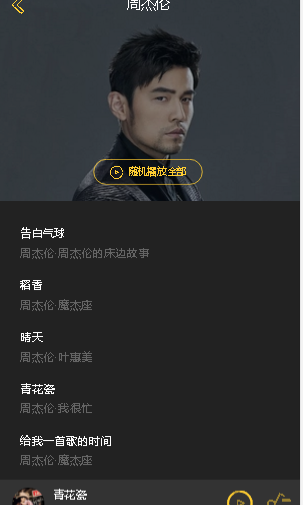 周杰伦
随机播放全部
告白气球
周杰伦·周杰伦的床边故事
稻香
周杰伦·魔杰座
晴天
周杰伦·叶惠美
青花瓷
周杰伦·我很忙
给我一首歌的时间
周杰伦·魔杰座
青花瓷